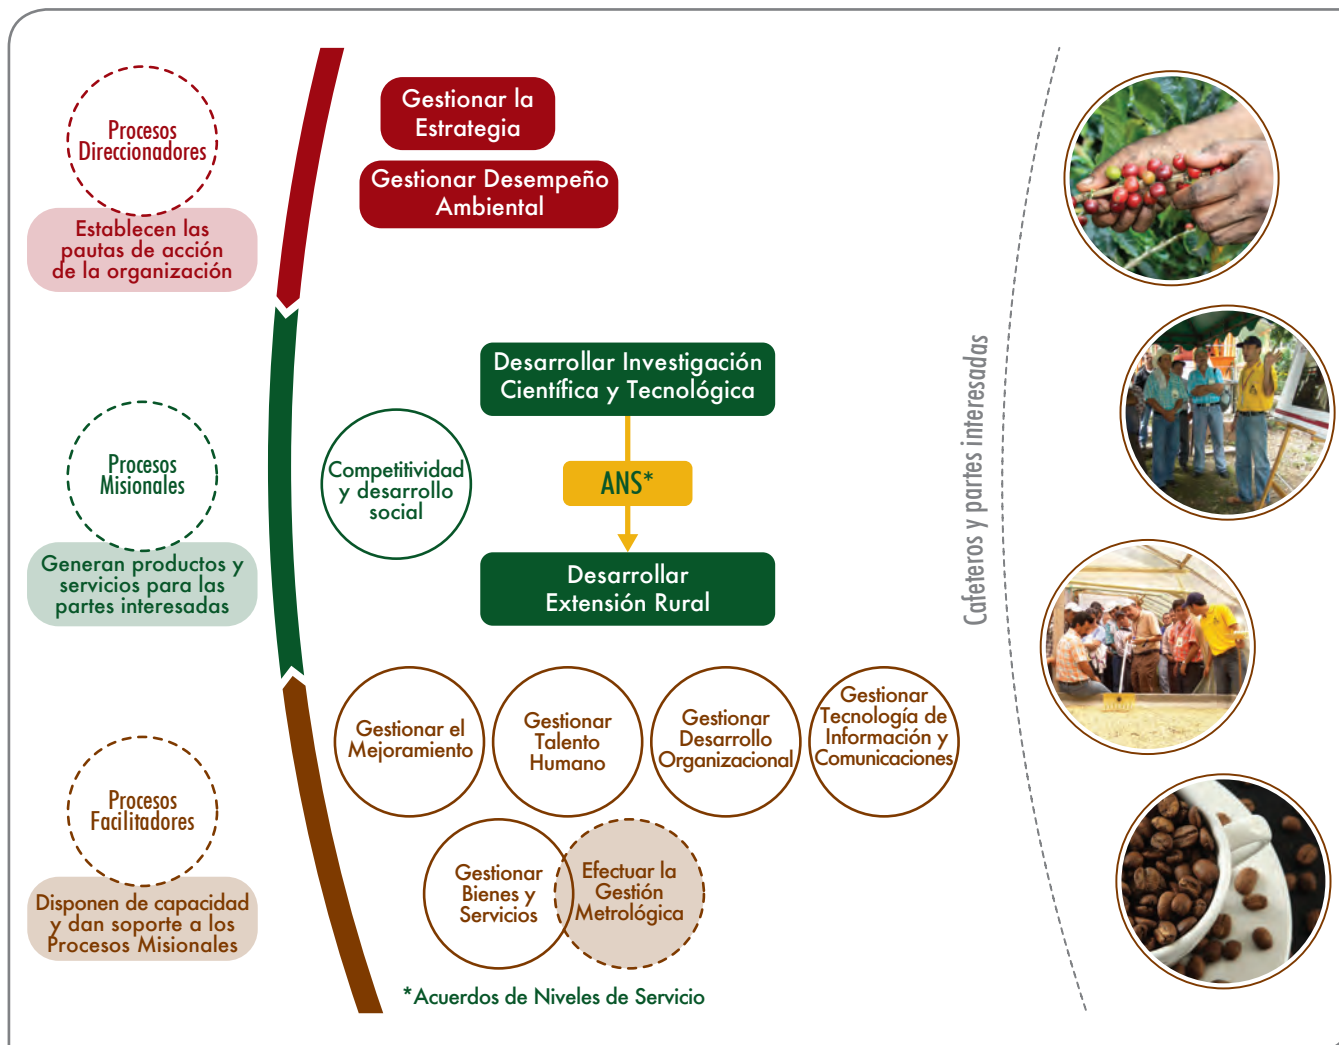 Procesos
Direccionadores
Establecen las
pautas de acción
de la organización
Gestionar la
Estrategia
Gestionar Desempeño
Ambiental
Procesos
Misionales
Generan productos y
servicios para las
partes interesadas
Competitividad
y desarrollo
social
Desarrollar Investigación
Científica y Tecnológica
ANS*
Desarrollar
Extensión Rural
Procesos
Facilitadores
Disponen de capacidad
y dan soporte a los
Procesos Misionales
Gestionar el
Mejoramiento
Gestionar
Talento
Humano
Gestionar
Desarrollo
Organizacional
Gestionar
Tecnología de
Información y
Comunicaciones
Gestionar
Bienes y
Servicios
Efectuar la
Gestión
Metrológica
*Acuerdos de Niveles de Servicio
Cafeteros y partes interesadas